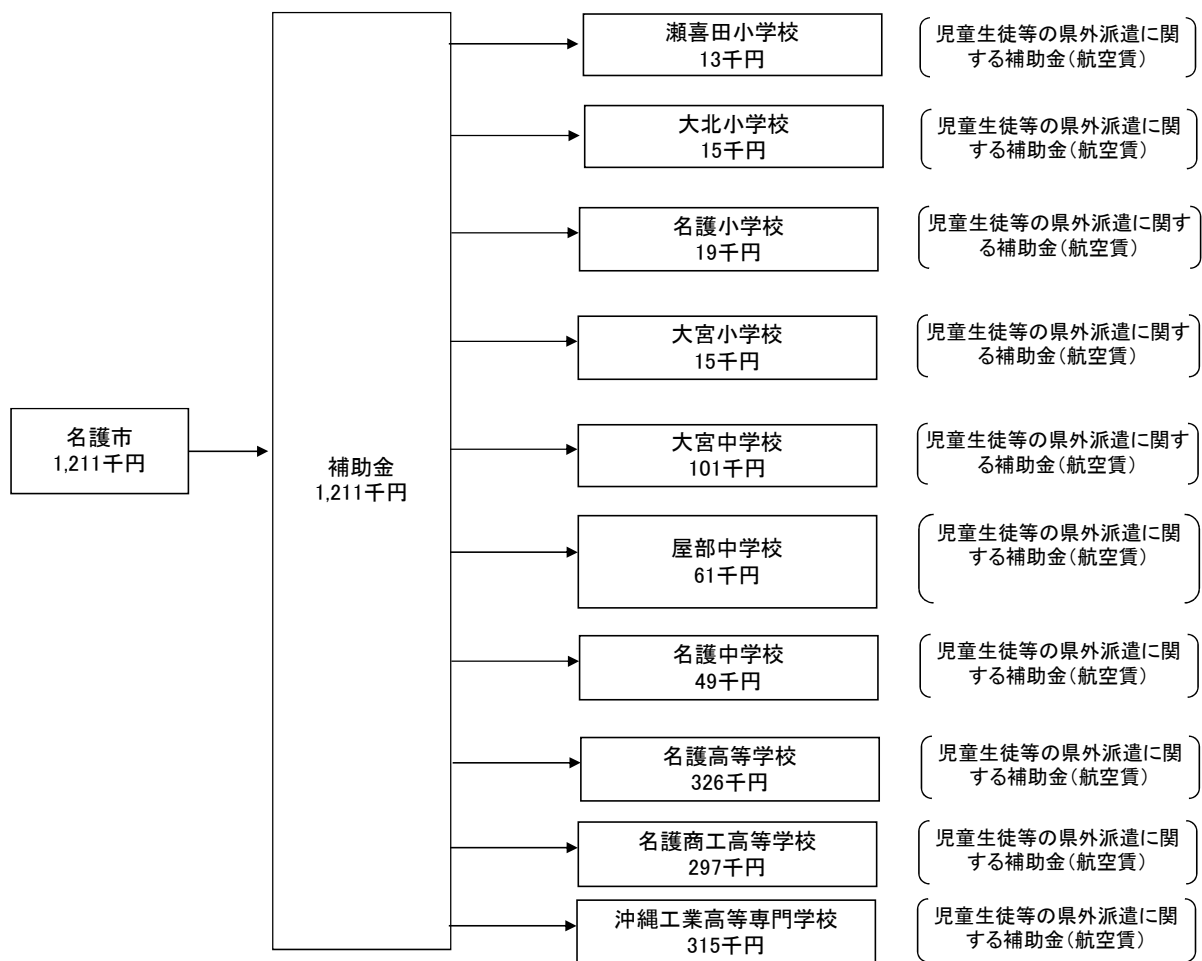 名護市
1,211千円
補助金
1,211千円
瀬喜田小学校
13千円
児童生徒等の県外派遣に関
する補助金(航空賃)
大北小学校
15千円
児童生徒等の県外派遣に関
する補助金(航空賃)
名護小学校
19千円
児童生徒等の県外派遣に関す
る補助金(航空賃)
大宮小学校
15千円
児童生徒等の県外派遣に関す
る補助金(航空賃)
大宮中学校
101千円
児童生徒等の県外派遣に関す
る補助金(航空賃)
屋部中学校
61千円
児童生徒等の県外派遣に関
する補助金(航空賃)
名護中学校
49千円
児童生徒等の県外派遣に関
する補助金(航空賃)
名護高等学校
326千円
児童生徒等の県外派遣に関
する補助金(航空賃)
名護商工高等学校
297千円
児童生徒等の県外派遣に関
する補助金(航空賃)
沖縄工業高等専門学校
315千円
児童生徒等の県外派遣に関
する補助金(航空賃)